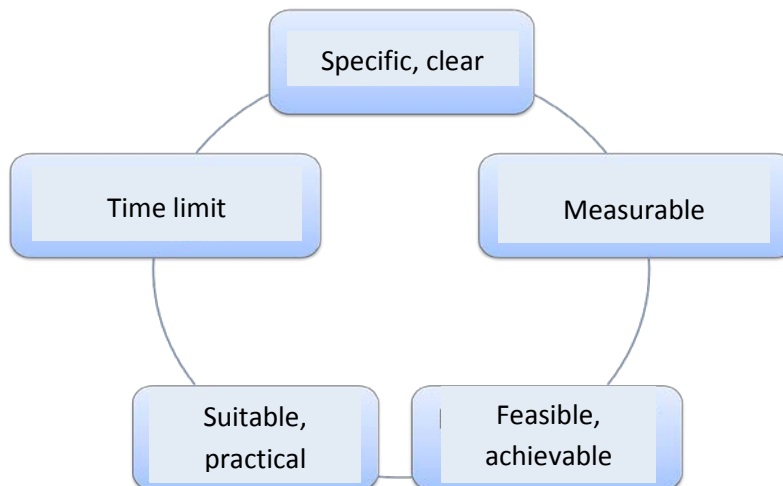 Specific, clear
Measurable
Feasible,
achievable
Suitable,
practical
Time limit